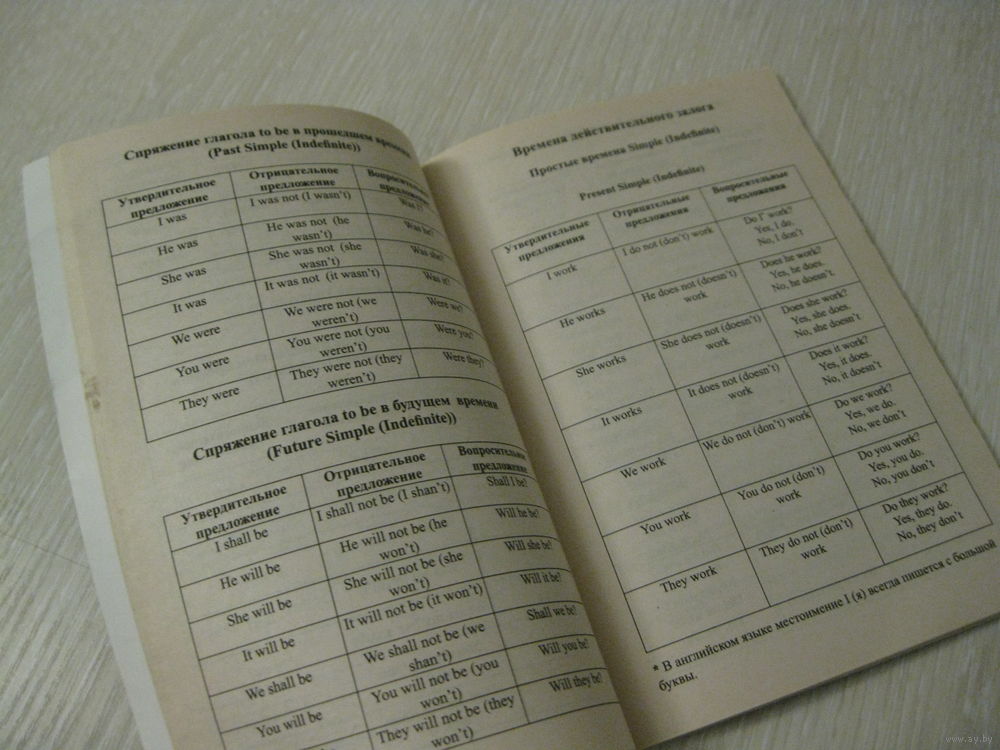 Спряжение глагола to be в прошедшем времени
(Past Simple (Indefinite))
Утвердительное предложение
Отрицательное предложение
Вопросительное предложение
I was
I was not (I wasn't)
Was I?
He was
He was not (he
wasn't)
Was he?
She was
She was not (she
wasn't)
Was she?
It was
It was not (it wasn't)
Was it?
We were
We were not (we
weren't)
Were we?
You were
You were not (you
weren't)
Were you?
They were
They were not (they
weren't)
Were they?
Спряжение глагола to be в будущем времени
(Future Simple (Indefinite))
Утвердительное
предложение
Отрицательное
предложение
Вопросительное
предложение
I shall be
I shall not be (I shan't)
Shall I be?
He will be
He will not be (he
won't)
Will he be?
She will be
She will not be (she
won't)
Will she be?
It will be
It will not be (it won't)
Will it be?
We shall be
We shall not be (we
shan't)
Shall we be?
You will be
You will not be (you
won't)
Will you be?
They will not be (they
won't)
Will they be?
Времена действительного залога
Простые времена Simple (Indefinite)
Present Simple (Indefinite)
Утвердительные
предложения
Отрицательные
предложения
Вопросительные
предложения
I work
I do not (don't) work
Do I* work?
Yes, I do.
No, I don't
He works
He does not (doesn't)
work
Does he work?
Yes, he does.
No, he doesn't.
She works
She does not (doesn't)
work
Does she work?
Yes, she does.
No, she doesn't
It works
It does not (doesn't)
work
Does it work?
Yes, it does.
No, it doesn't
We work
We do not (don't) work
Do we work?
Yes, we do.
No, we don't
You work
You do not (don't)
work
Do you work?
Yes, you do.
No, you don't
They work
They do not (don't)
work
Do they work?
Yes, they do.
No, they don't
* В английском языке местоимение I (я) всегда пишется с большой
буквы.
www.ay.by